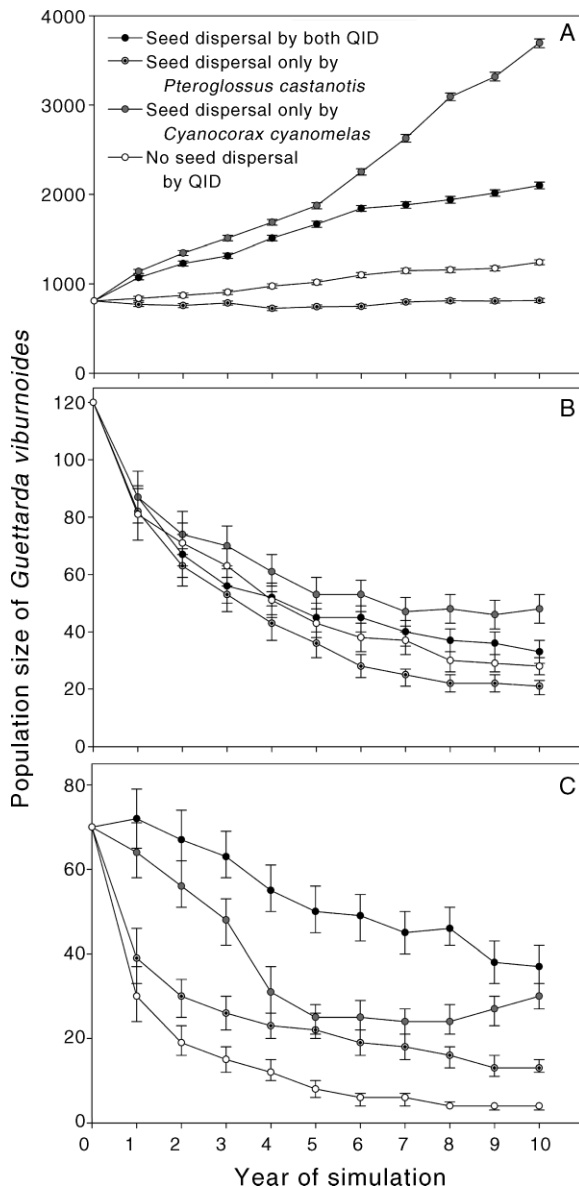 4000
A
Seed dispersal by both QID
Seed dispersal only by
Pteroglossus castanotis
Seed dispersal only by
Cyanocorax cyanomelas
No seed dispersal
by QID
3000
2000
1000
0
Population size of Guettarda viburnoides
B
120
100
80
60
40
20
0
C
80
60
40
20
0
0 1 2 3 4 5 6 7 8 9 10
Year of simulation